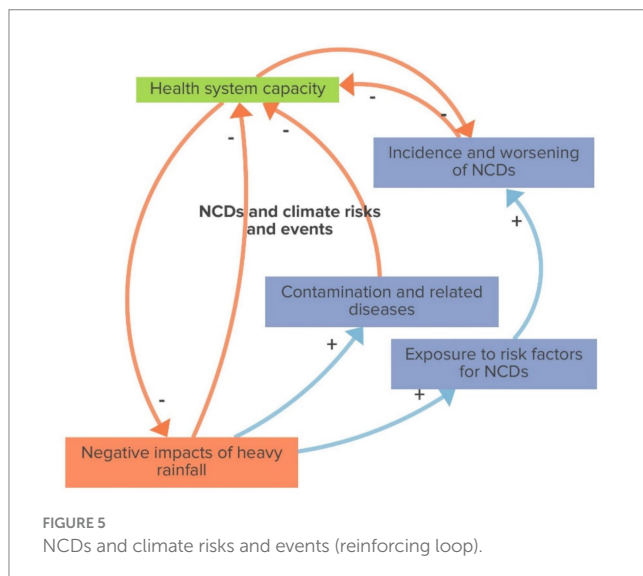 Health system capacity
-
-
Incidence and worsening
of NCDs
-
-
NCDs and climate risks
and events
+
Contamination and related
diseases
+
Exposure to risk factors
for NCDs
+
-
Negative impacts of heavy
rainfall
FIGURE 5
NCDs and climate risks and events (reinforcing loop).